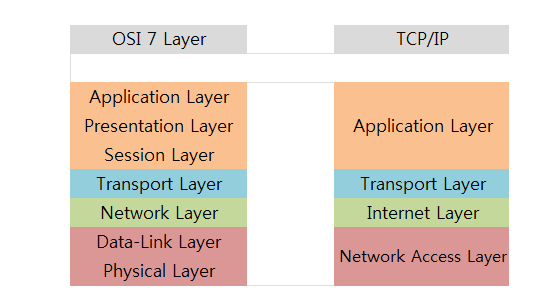 OSI 7 Layer
TCP/IP
Application Layer
Presentation Layer
Session Layer
Transport Layer
Network Layer
Data-Link Layer
Physical Layer
Application Layer
Transport Layer
Internet Layer
Network Access Layer